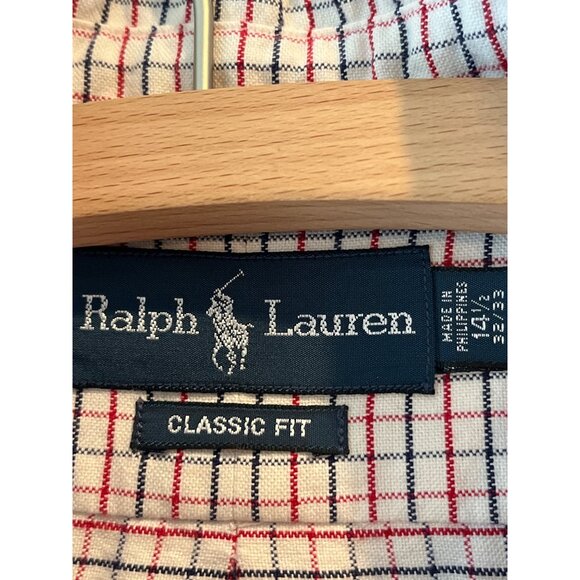 Ralph Lauren
MADE IN
PHILIPPINES
14 1/2
32/33
CLASSIC FIT